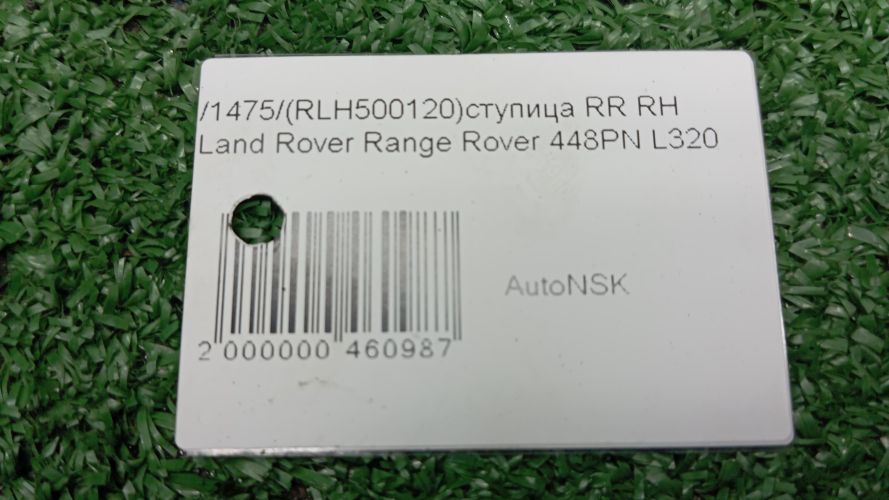 /1475/(RLH500120)ступица RR RH
Land Rover Range Rover 448PN L320
AutoNSK
2 000000 460987